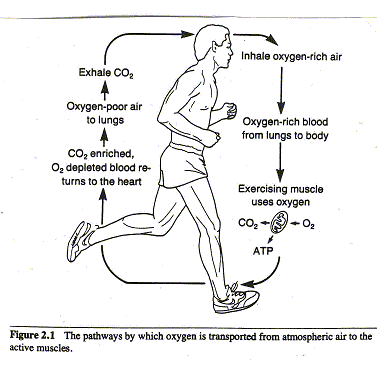 Inhale oxygen-rich air
Oxygen-rich blood
from lungs to body
Exercising muscle
uses oxygen
CO₂ O₂
ATP
CO₂ enriched,
O₂ depleted blood re-
turns to the heart
Oxygen-poor air
to lungs
Exhale CO₂
Figure 2.1 The pathways by which oxygen is transported from atmospheric air to the
active muscles.